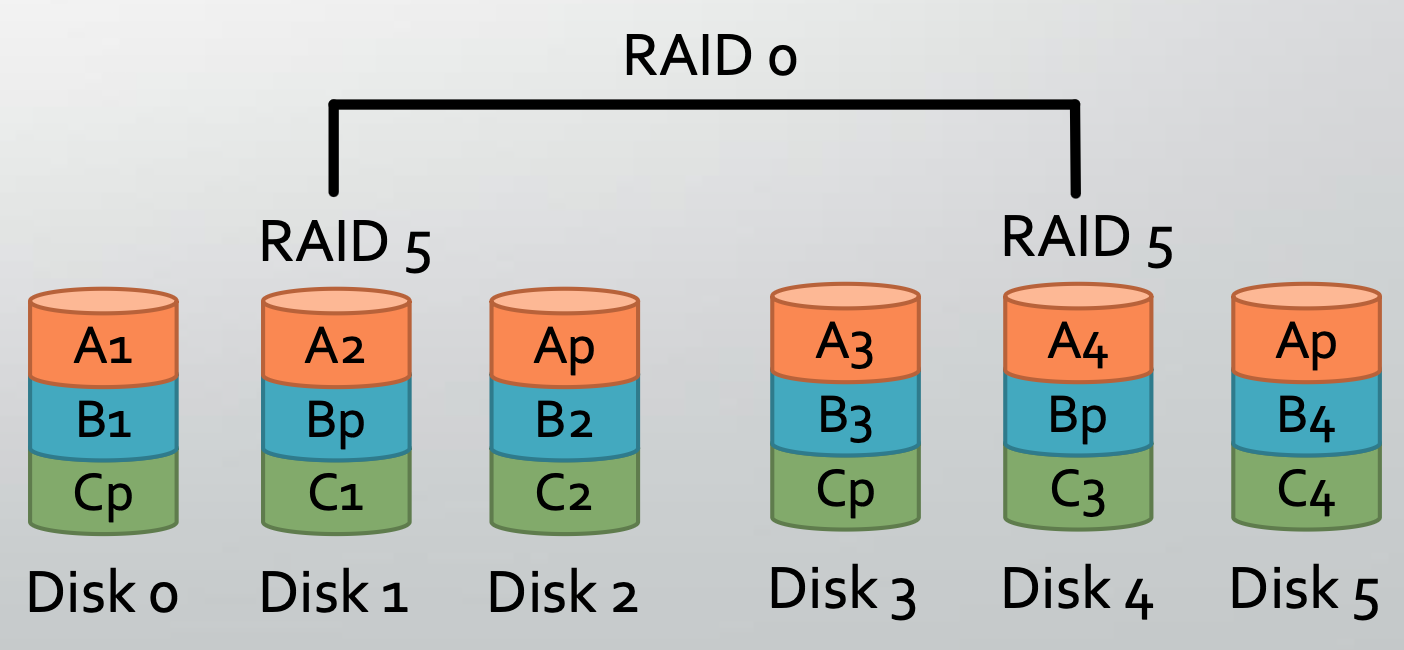 RAID 0
RAID 5 RAID 5
A1 A2 Ap A3 A4 Ap
B1 Bp B2 B3 Bp B4
Cp C1 C2 Cp C3 C4
Disk 0 Disk 1 Disk 2 Disk 3 Disk 4 Disk 5